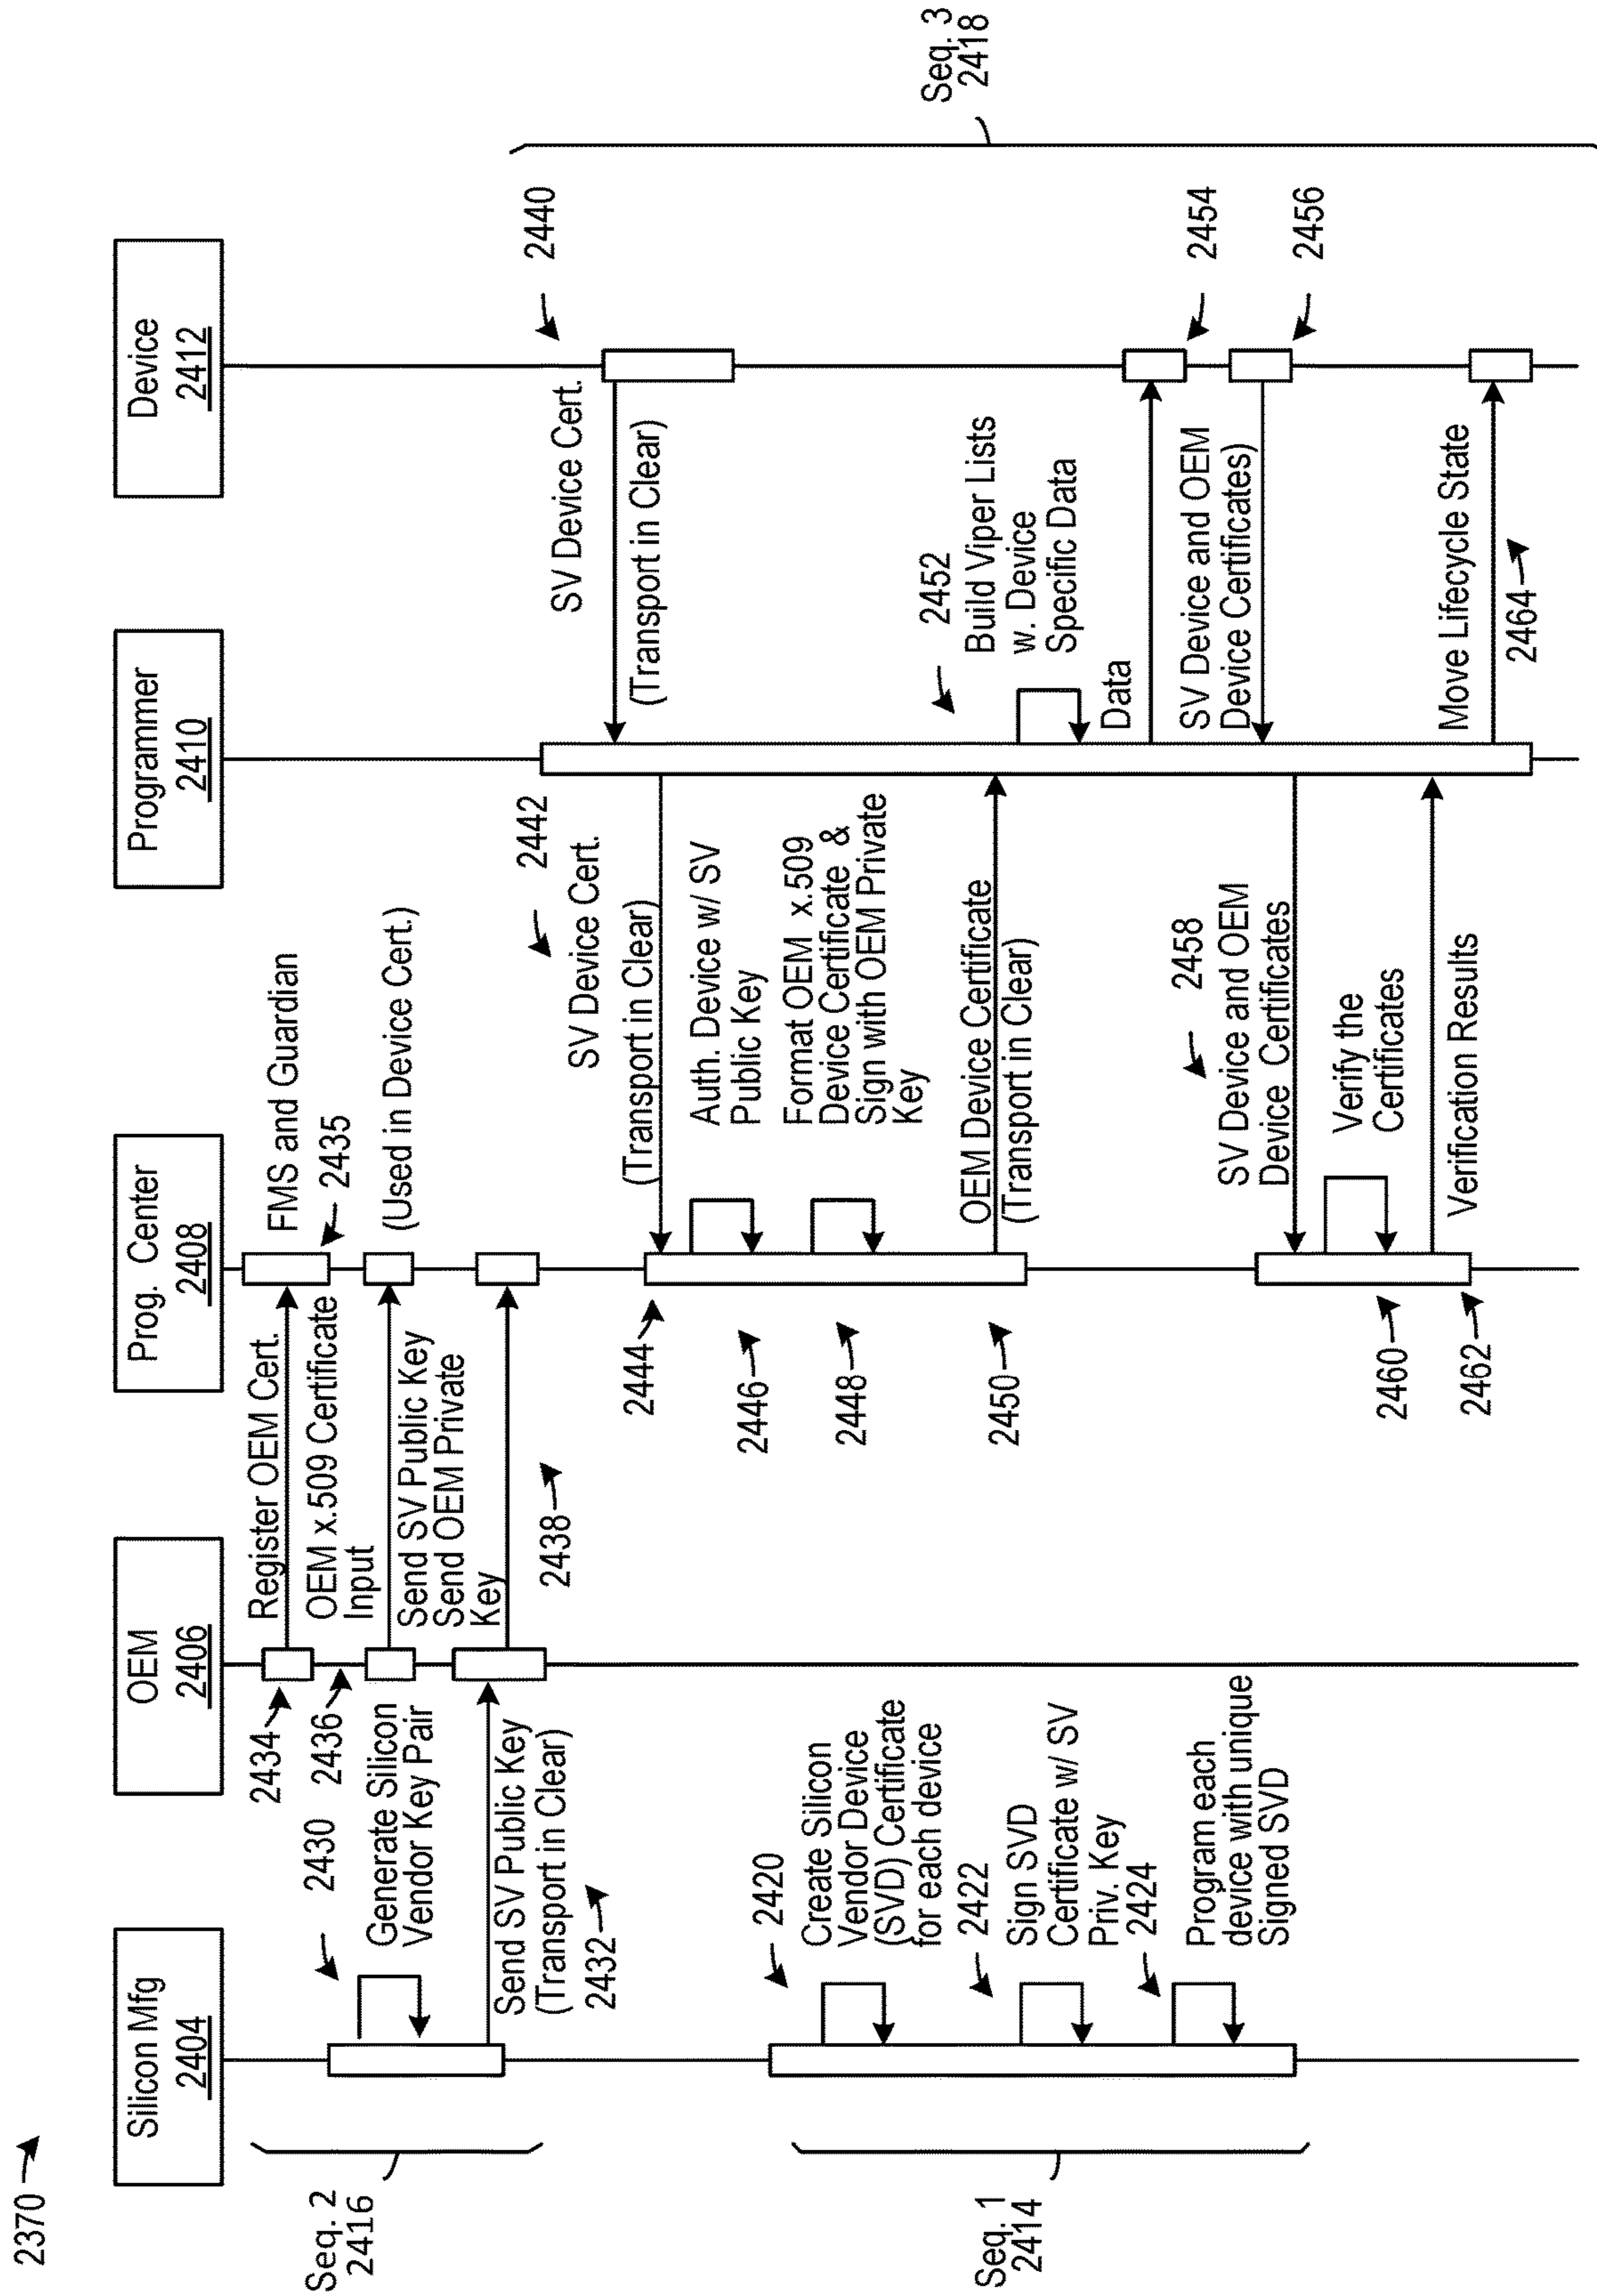 2370
Silicon Mfg
2404
OEM
2406
Prog. Center
2408
Programmer
2410
Device
2412
Seq. 2
2416
2430
Generate Silicon
Vendor Key Pair
Send SV Public Key
(Transport in Clear)
2432
2434
2436
Register OEM Cert.
OEM x.509 Certificate
Input
Send SV Public Key
Send OEM Private
Key
2438
FMS and Guardian
2435
(Used in Device Cert.)
Seq. 1
2414
2420
Create Silicon
Vendor Device
(SVD) Certificate
for each device
2422
Sign SVD
Certificate w/ SV
Priv. Key
2424
Program each
device with unique
Signed SVD
Seq. 3
2418
2440
SV Device Cert.
(Transport in Clear)
2442
SV Device Cert.
(Transport in Clear)
2444
2446
Auth. Device w/ SV
Public Key
2448
Format OEM x.509
Device Certificate &
Sign with OEM Private
Key
2450
OEM Device Certificate
(Transport in Clear)
2452
Build Viper Lists
w. Device
Specific Data
Data
2454
SV Device and OEM
Device Certificates)
2456
2458
SV Device and OEM
Device Certificates
2460
Verify the
Certificates
2462
Verification Results
Move Lifecycle State
2464